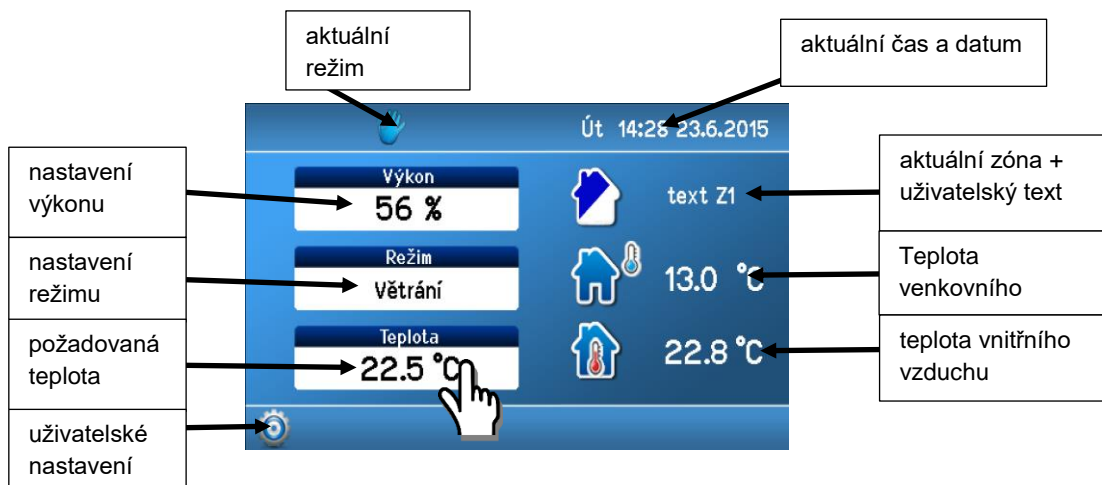 aktuální
režim
aktuální čas a datum
Út 14:28 23.6.2015
nastavení
výkonu
Výkon
56 %
text Z1
aktuální zóna +
uživatelský text
nastavení
režimu
Režim
Větrání
13.0 °C
Teplota
venkovního
požadovaná
teplota
Teplota
22.5 °C
22.8 °C
teplota vnitřního
vzduchu
uživatelské
nastavení